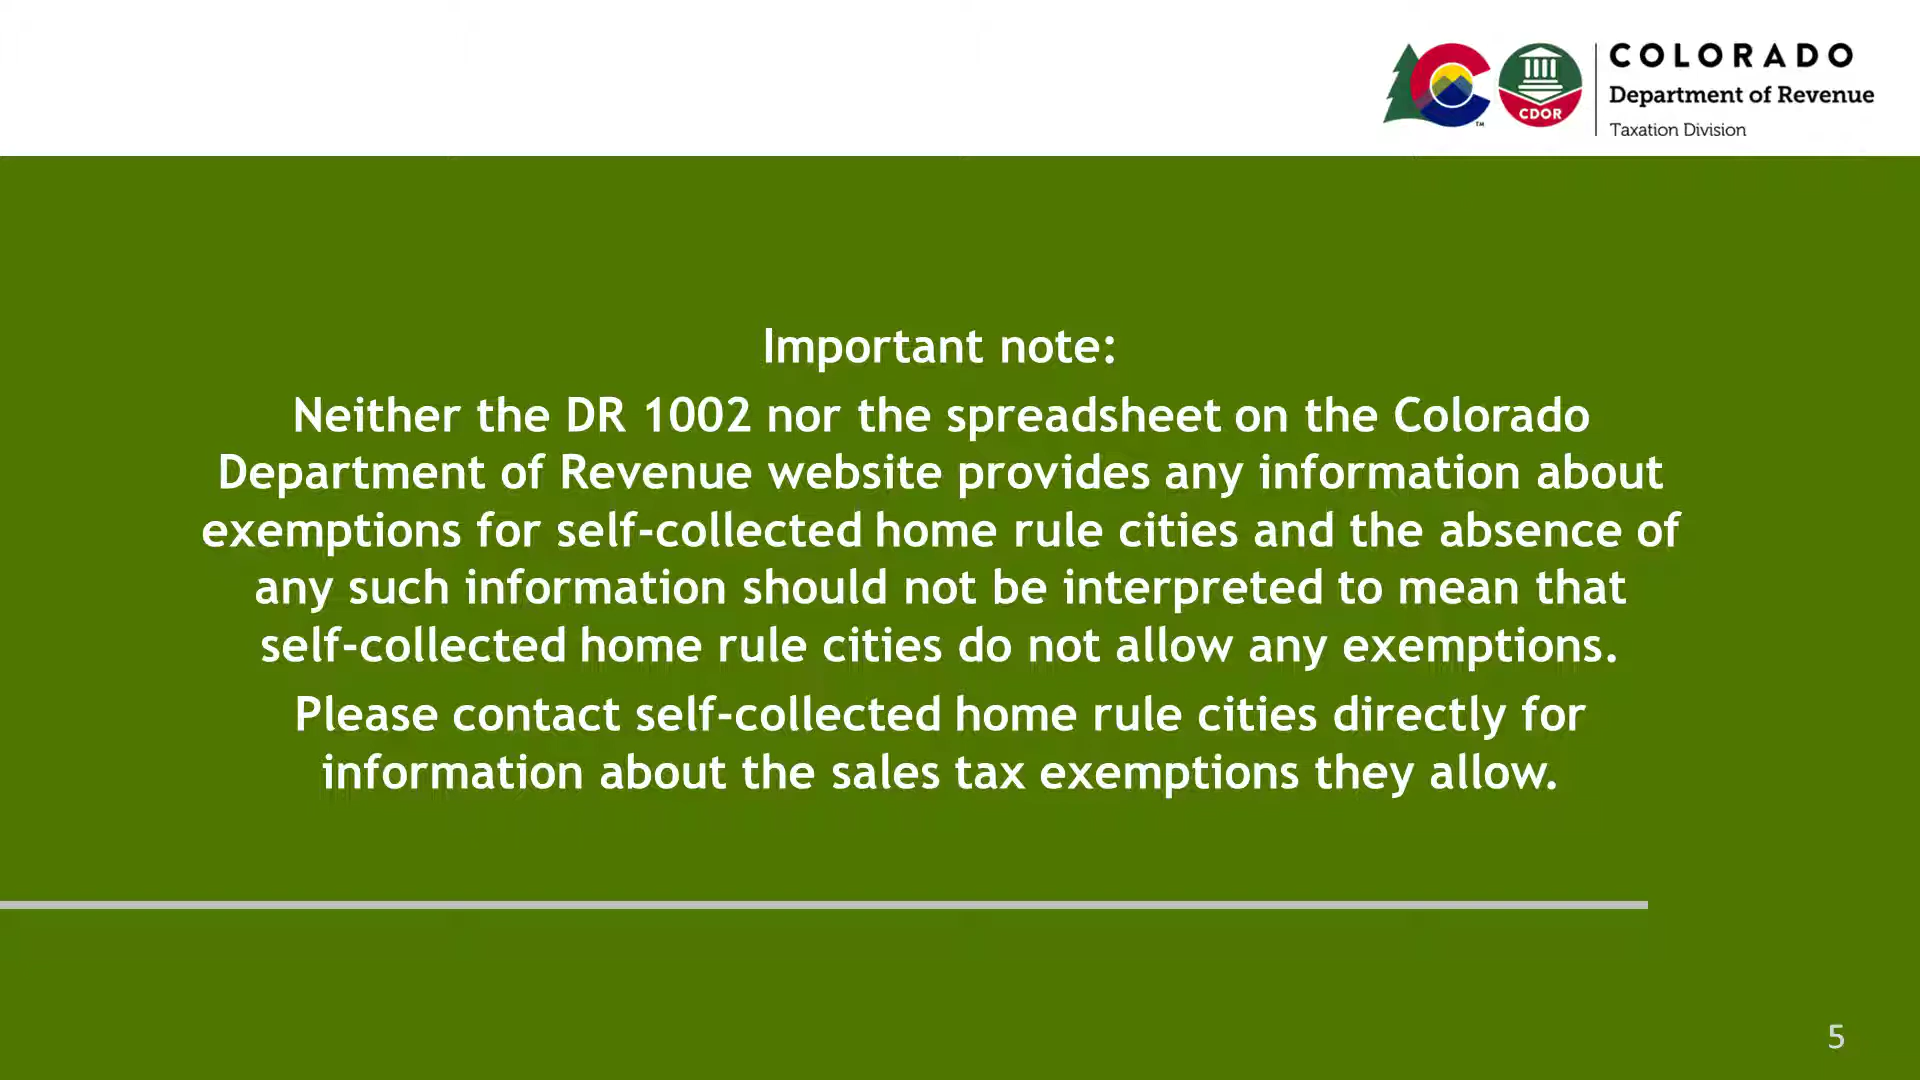 COLORADO
Department of Revenue
Taxation Division
CDOR
TM
Important note:
Neither the DR 1002 nor the spreadsheet on the Colorado
Department of Revenue website provides any information about
exemptions for self-collected home rule cities and the absence of
any such information should not be interpreted to mean that
self-collected home rule cities do not allow any exemptions.
Please contact self-collected home rule cities directly for
information about the sales tax exemptions they allow.
5